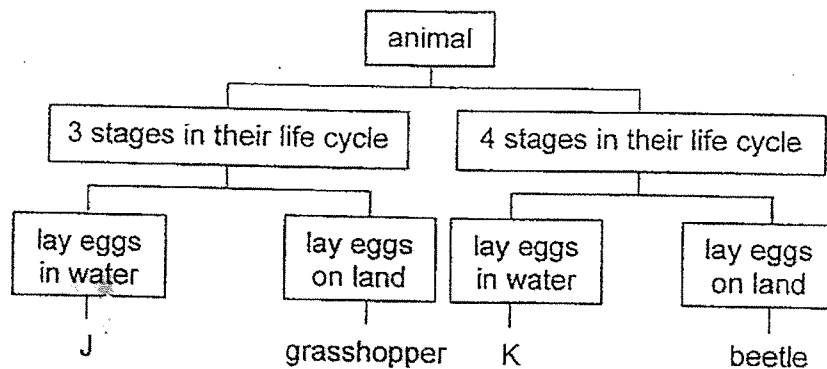 animal
3 stages in their life cycle
4 stages in their life cycle
lay eggs
in water
lay eggs
on land
lay eggs
in water
lay eggs
on land
J
grasshopper
K
beetle